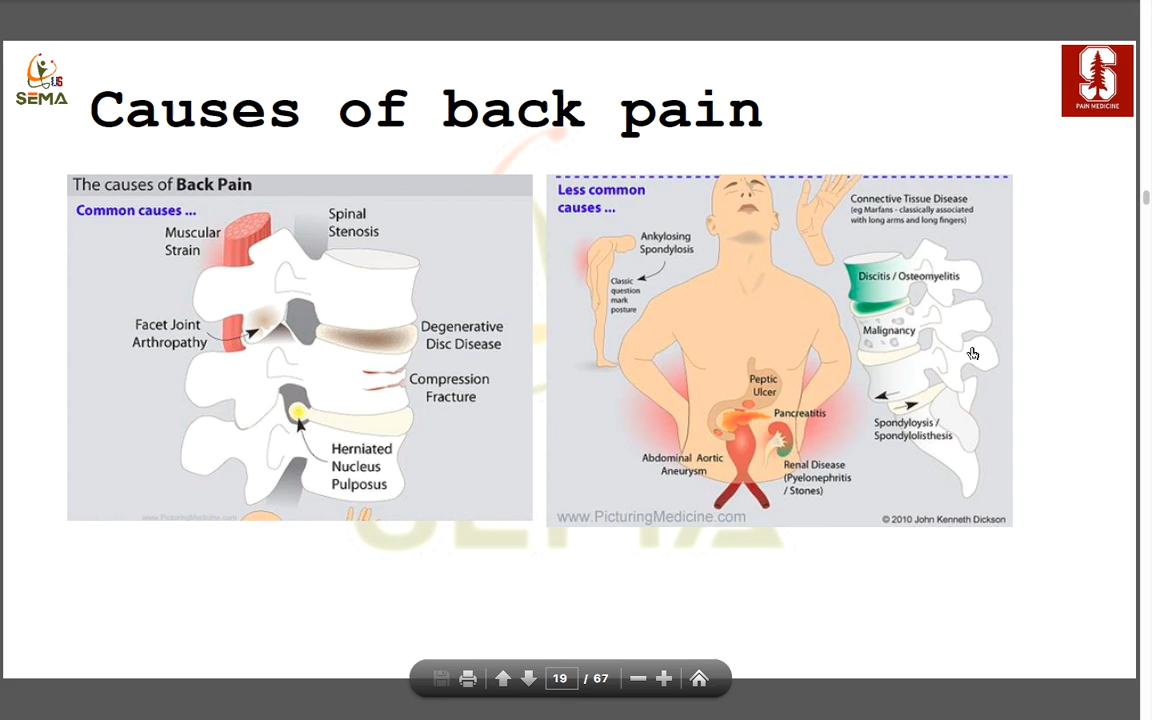 SEMA
US
PAIN MEDICINE
Causes of back pain
The causes of Back Pain
Common causes ...
Muscular
Strain
Spinal
Stenosis
Facet Joint
Arthropathy
Degenerative
Disc Disease
Compression
Fracture
Herniated
Nucleus
Pulposus
www.PicturingMedicine.com
Less common
causes ...
Connective Tissue Disease
(eg Marfans - classically associated
with long arms and long fingers)
Ankylosing
Spondylosis
Classic
question
mark
posture
Discitis / Osteomyelitis
Malignancy
Spondyloysis /
Spondylolisthesis
Peptic
Ulcer
Pancreatitis
Abdominal Aortic
Aneurysm
Renal Disease
(Pyelonephritis
/ Stones)
www.PicturingMedicine.com
© 2010 John Kenneth Dickson
SEMA
19 / 67